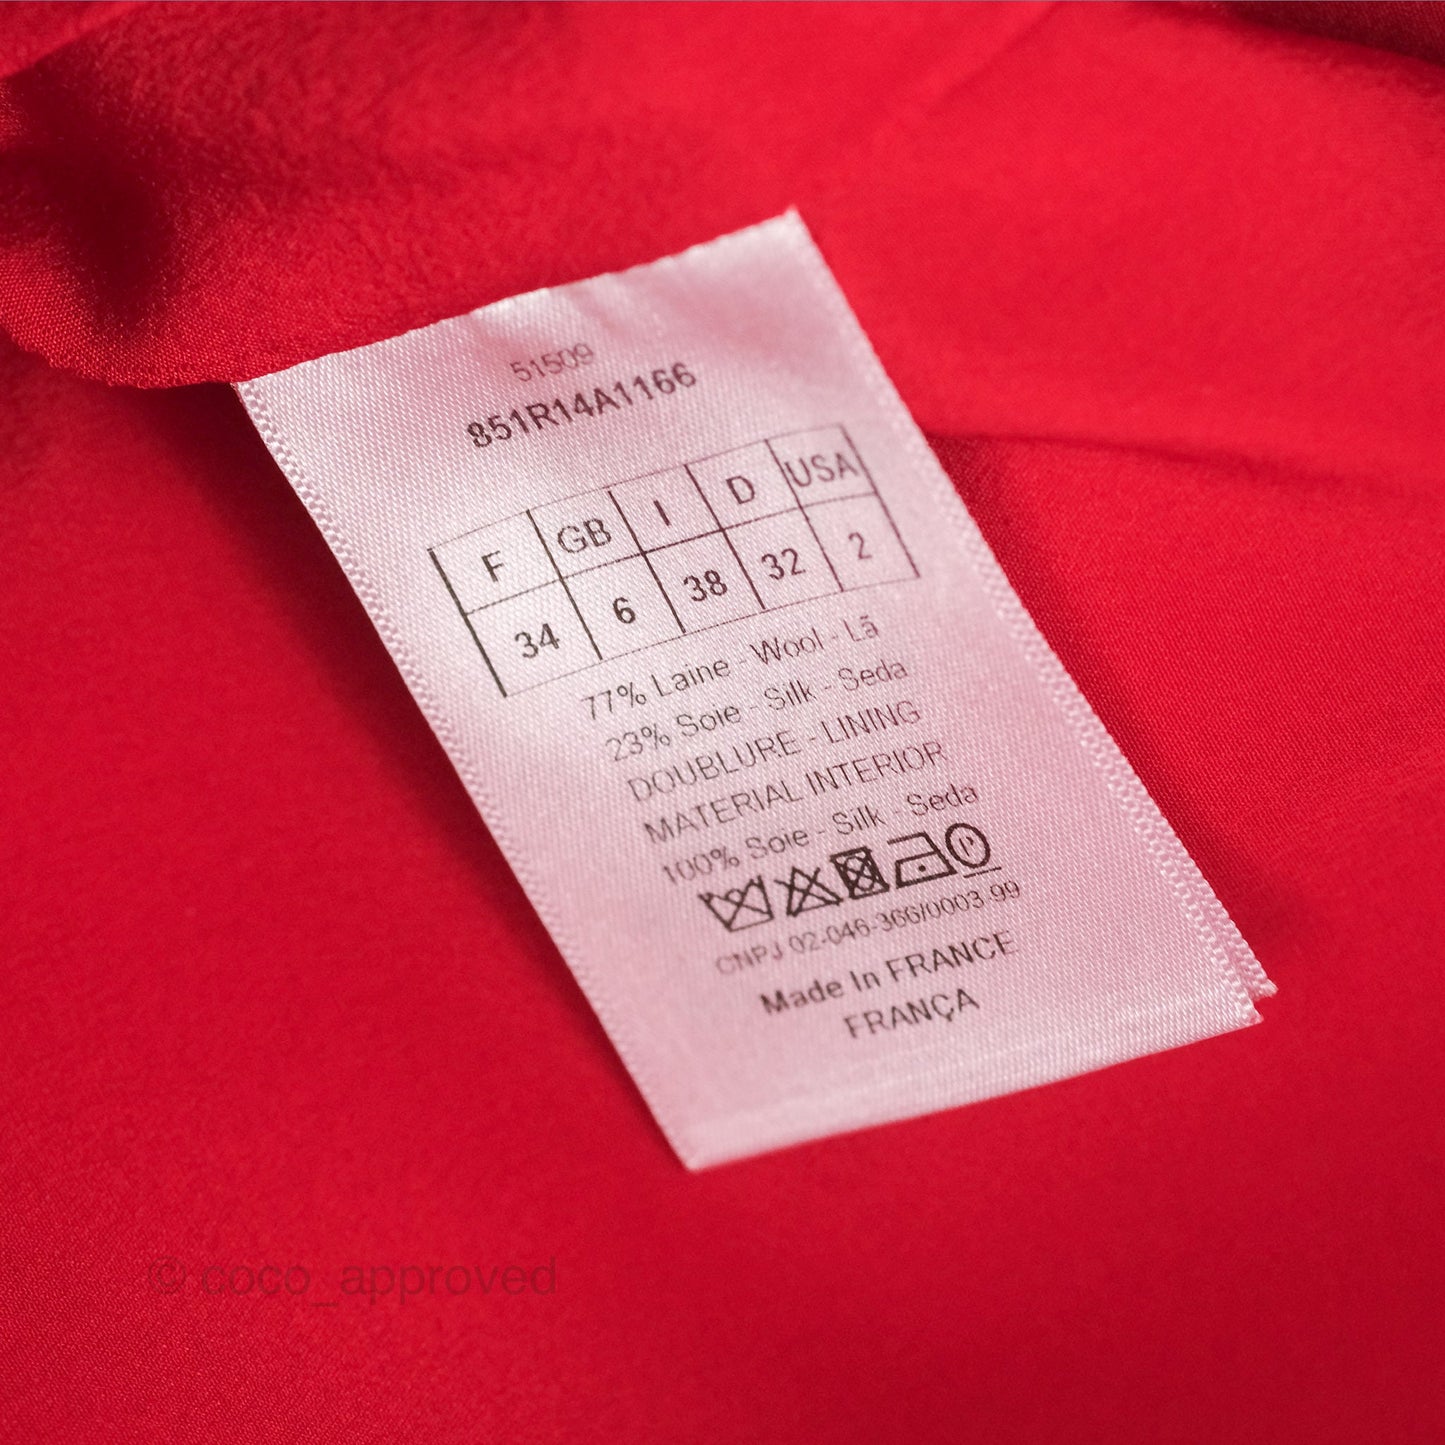 51509
851R14A1166
F GB I D USA
34 6 38 32 2
77% Laine - Wool - Lã
23% Soie - Silk - Seda
DOUBLURE - LINING
MATERIAL INTERIOR
100% Soie - Silk - Seda
P
CNPJ 02-046-366/0003-99
Made In FRANCE
FRANÇA
© coco_approved